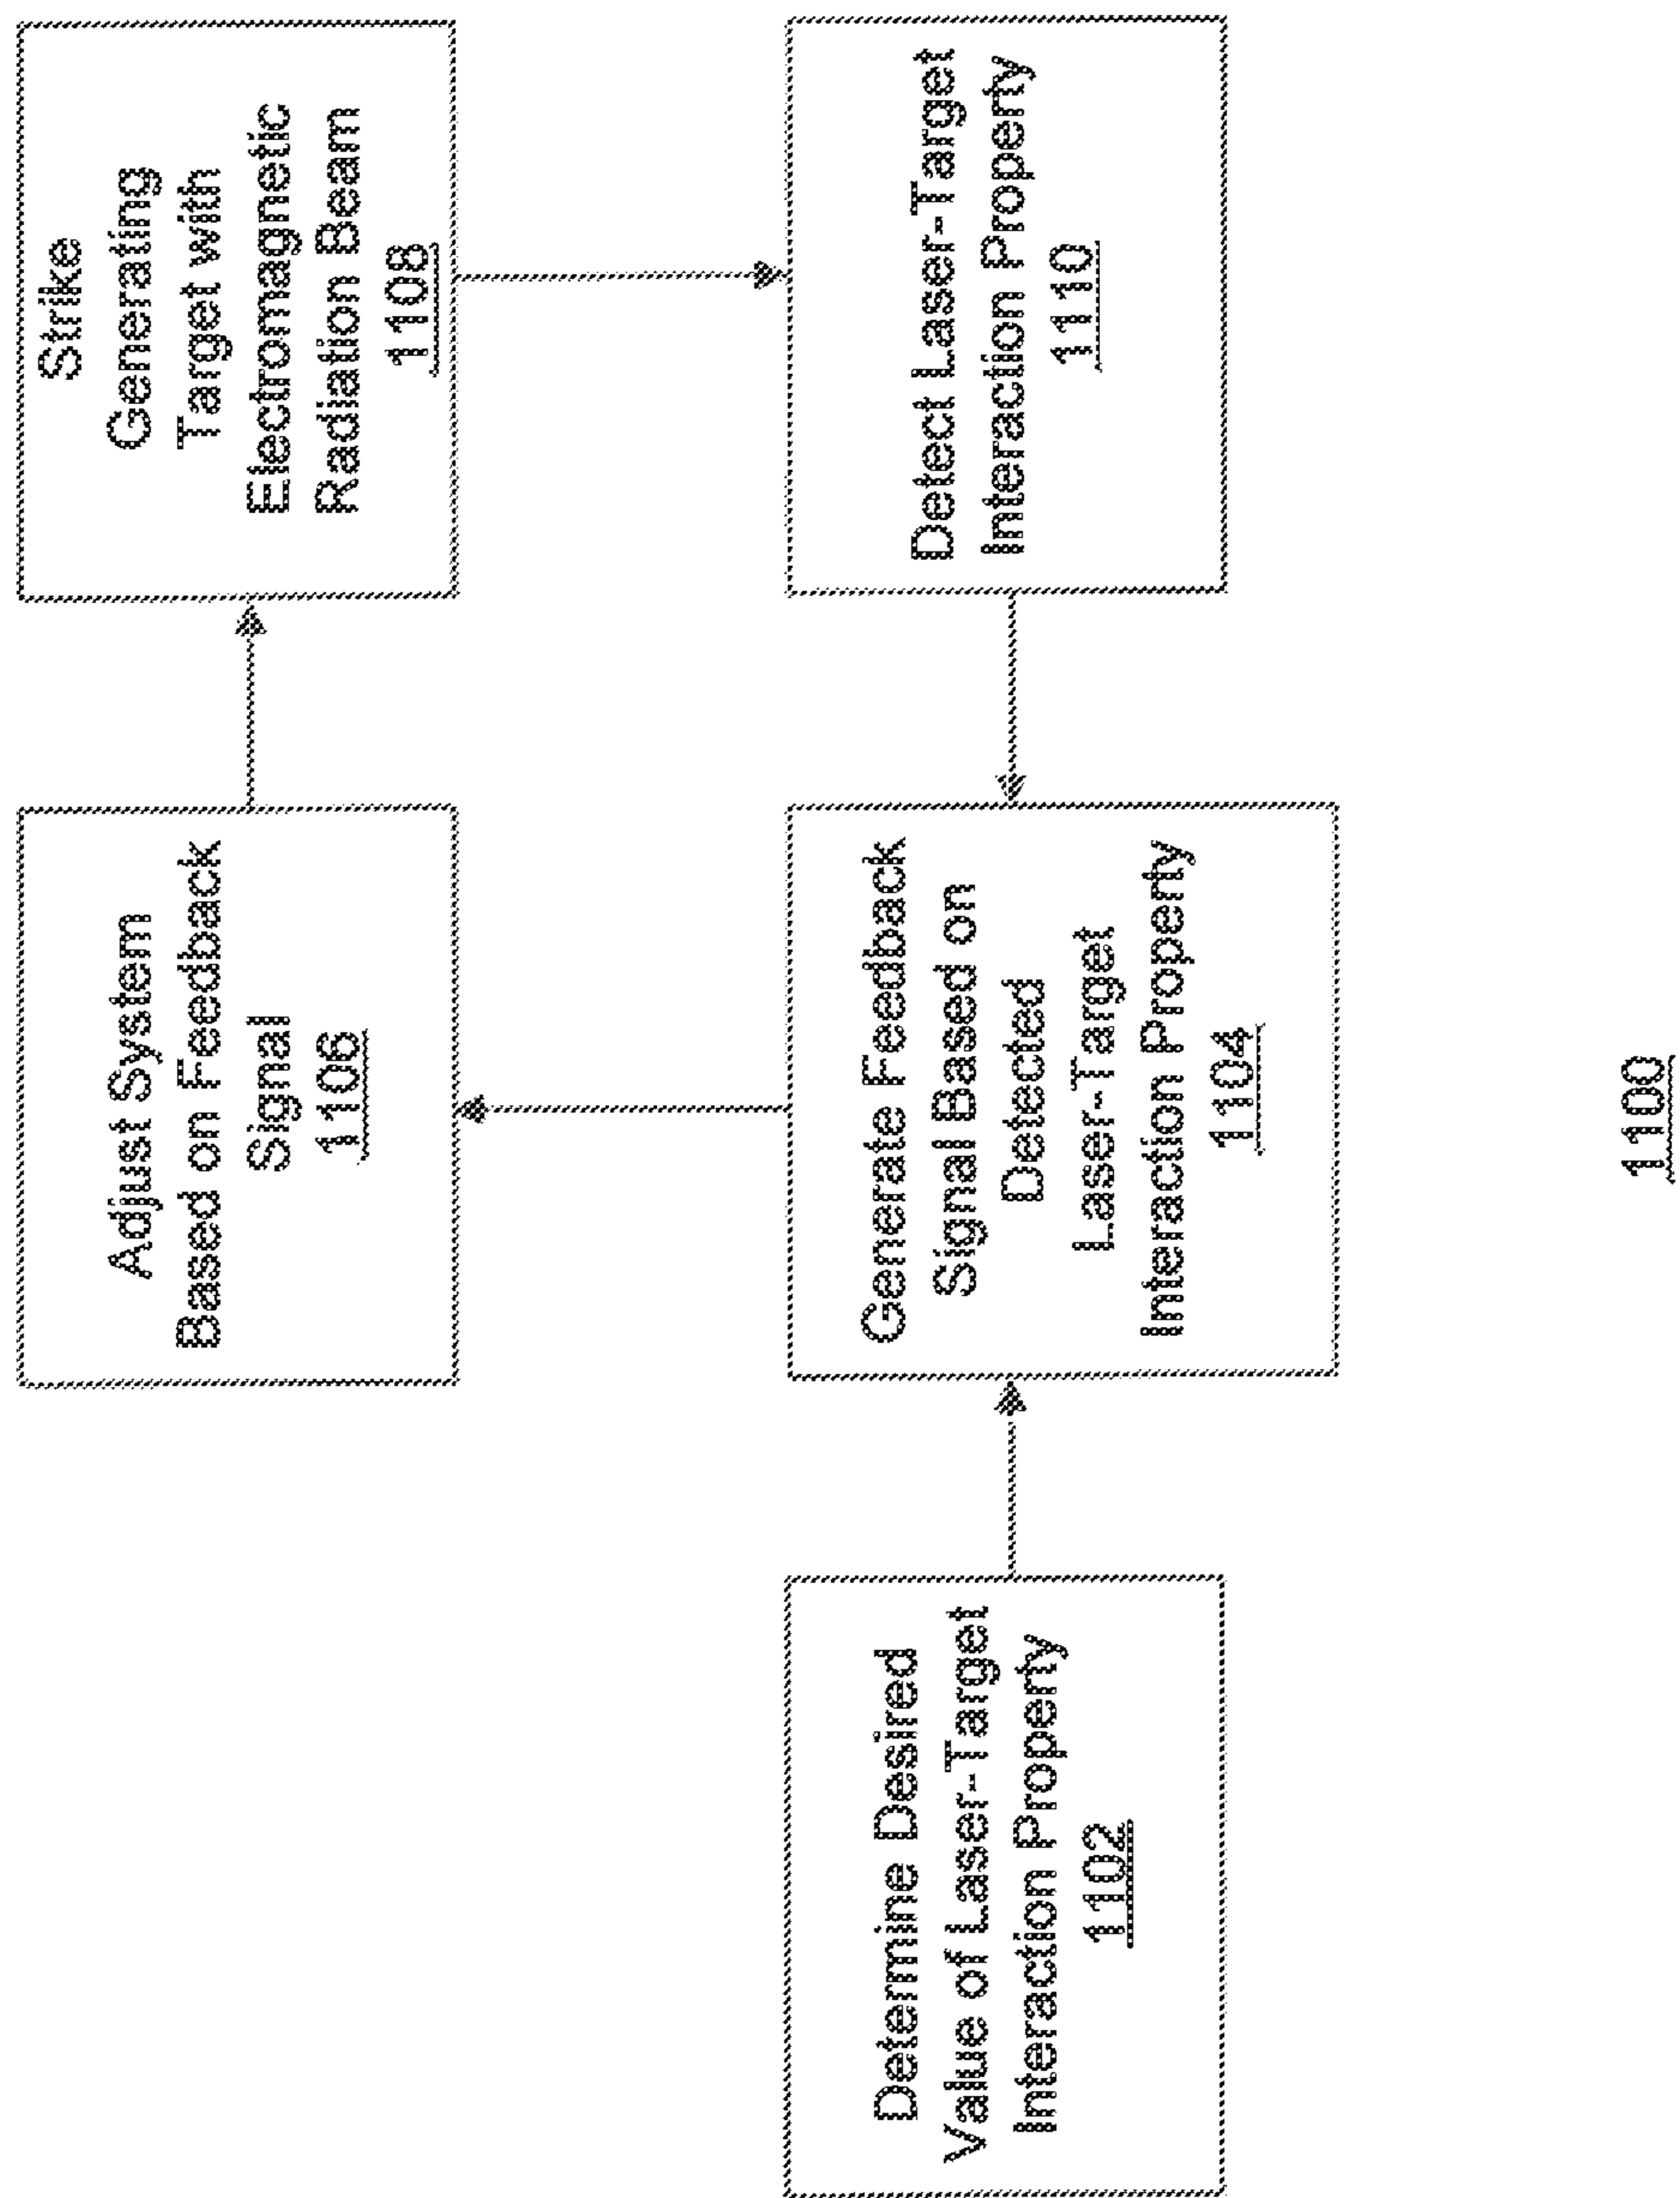 Adjust System
Based on Feedback
Signal
1106
Strike
Generating
Target with
Electromagnetic
Radiation Beam
1108
Determine Desired
Value of Laser-Target
Interaction Property
1102
Generate Feedback
Signal Based on
Detected
Laser-Target
Interaction Property
1104
Detect Laser-Target
Interaction Property
1110
1100